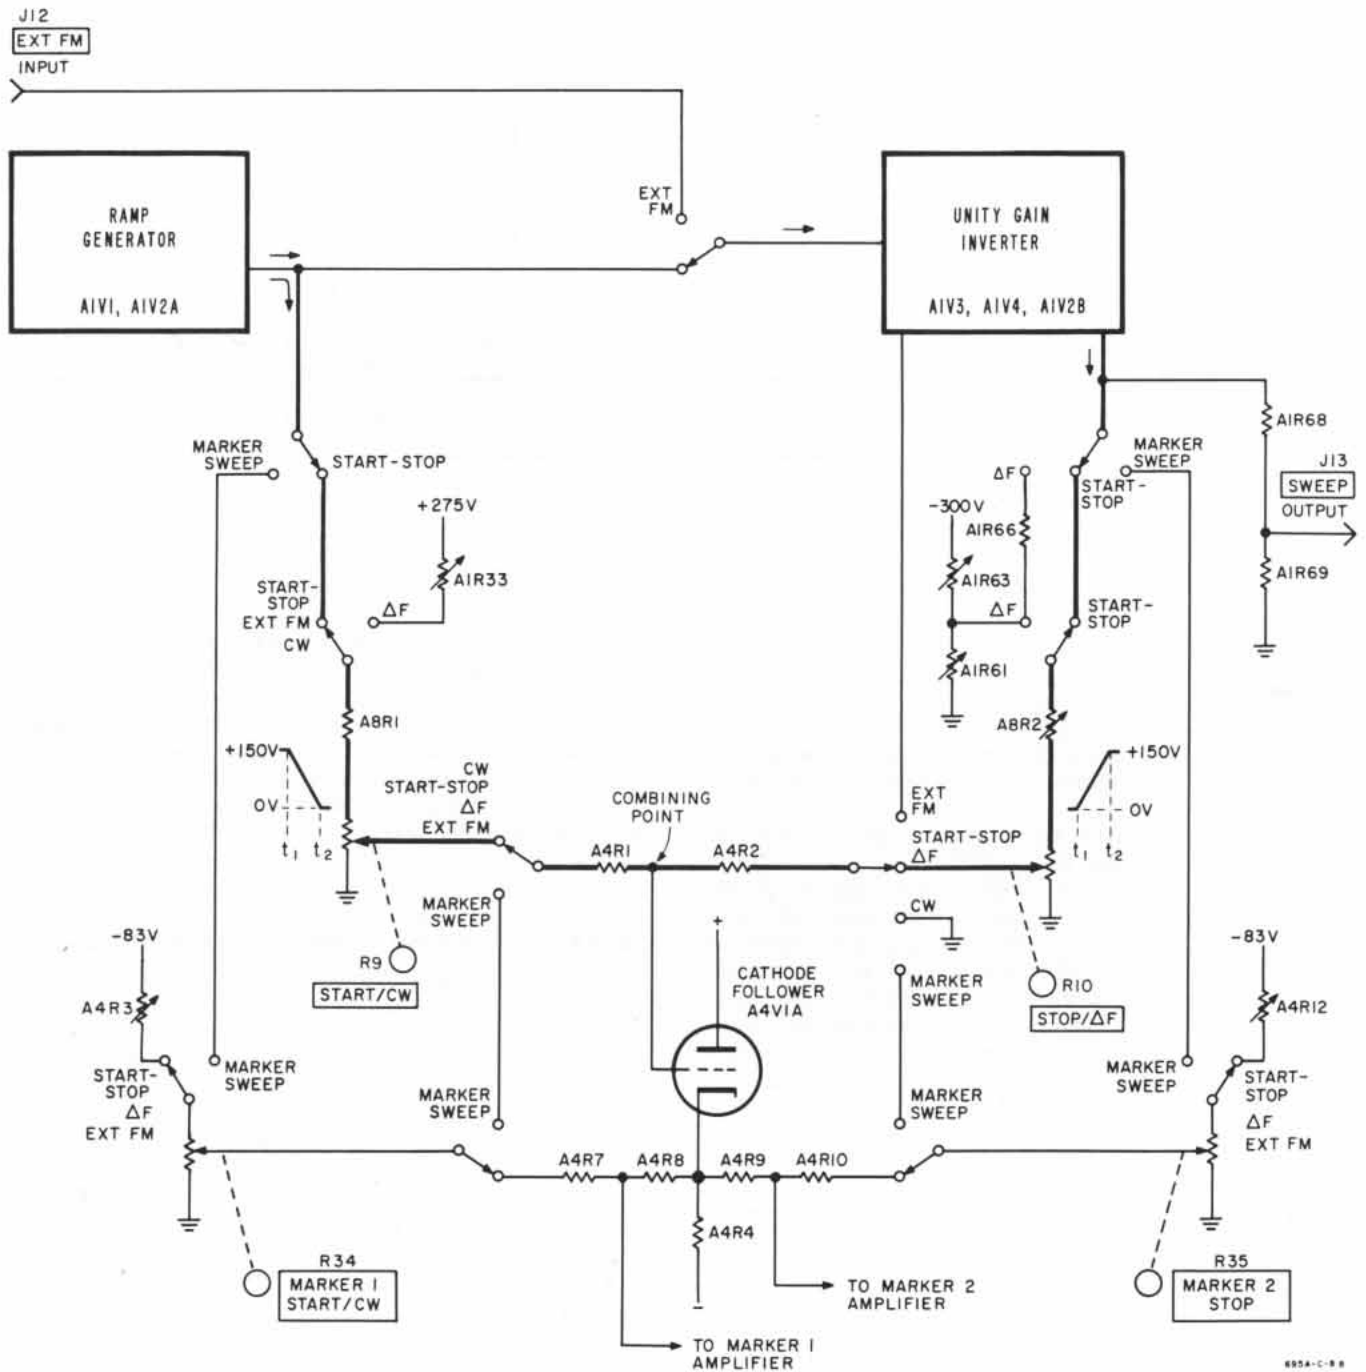 J12
EXT FM
INPUT
RAMP
GENERATOR
A1V1, A1V2A
EXT
FM
UNITY GAIN
INVERTER
A1V3, A1V4, A1V2B
MARKER
SWEEP
START-STOP
+275V
A1R33
START-
STOP
EXT FM
CW
ΔF
A8R1
+150V
0V
t1
t2
CW
START-STOP
ΔF
EXT FM
COMBINING
POINT
A4R1
A4R2
EXT
FM
START-STOP
ΔF
CW
ΔF
-300V
A1R66
A1R63
ΔF
A1R61
START-
STOP
MARKER
SWEEP
START-
STOP
A8R2
+150V
0V
t1
t2
A1R68
J13
SWEEP
OUTPUT
A1R69
R9
START/CW
MARKER
SWEEP
+
CATHODE
FOLLOWER
A4V1A
MARKER
SWEEP
R10
STOP/ΔF
-83V
A4R3
START-
STOP
ΔF
EXT FM
MARKER
SWEEP
MARKER
SWEEP
MARKER
SWEEP
MARKER
SWEEP
-83V
A4R12
START-
STOP
ΔF
EXT FM
A4R7
A4R8
A4R9
A4R10
A4R4
-
R34
MARKER 1
START/CW
R35
MARKER 2
STOP
TO MARKER 2
AMPLIFIER
TO MARKER 1
AMPLIFIER